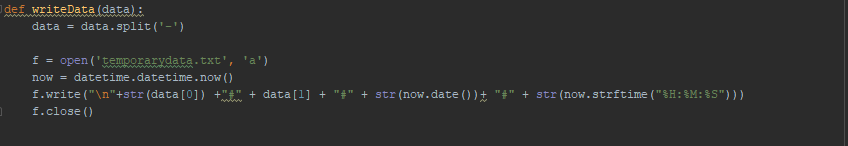 def writeData(data):
    data = data.split('-')
    f = open('temporarydata.txt', 'a')
    now = datetime.datetime.now()
    f.write("\n"+str(data[0]) +"#" + data[1] + "#" + str(now.date())+ "#" + str(now.strftime("%H:%M:%S")))
    f.close()